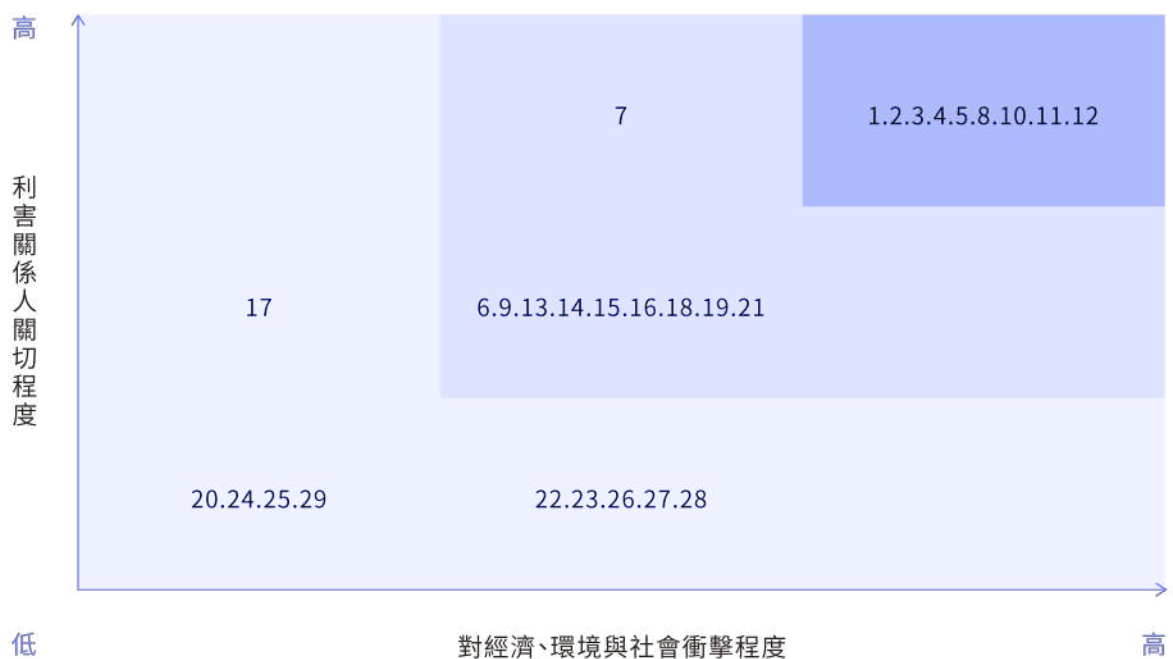 高
利害關係人關切程度
7
1.2.3.4.5.8.10.11.12
17
6.9.13.14.15.16.18.19.21
20.24.25.29
22.23.26.27.28
低
對經濟、環境與社會衝擊程度
高